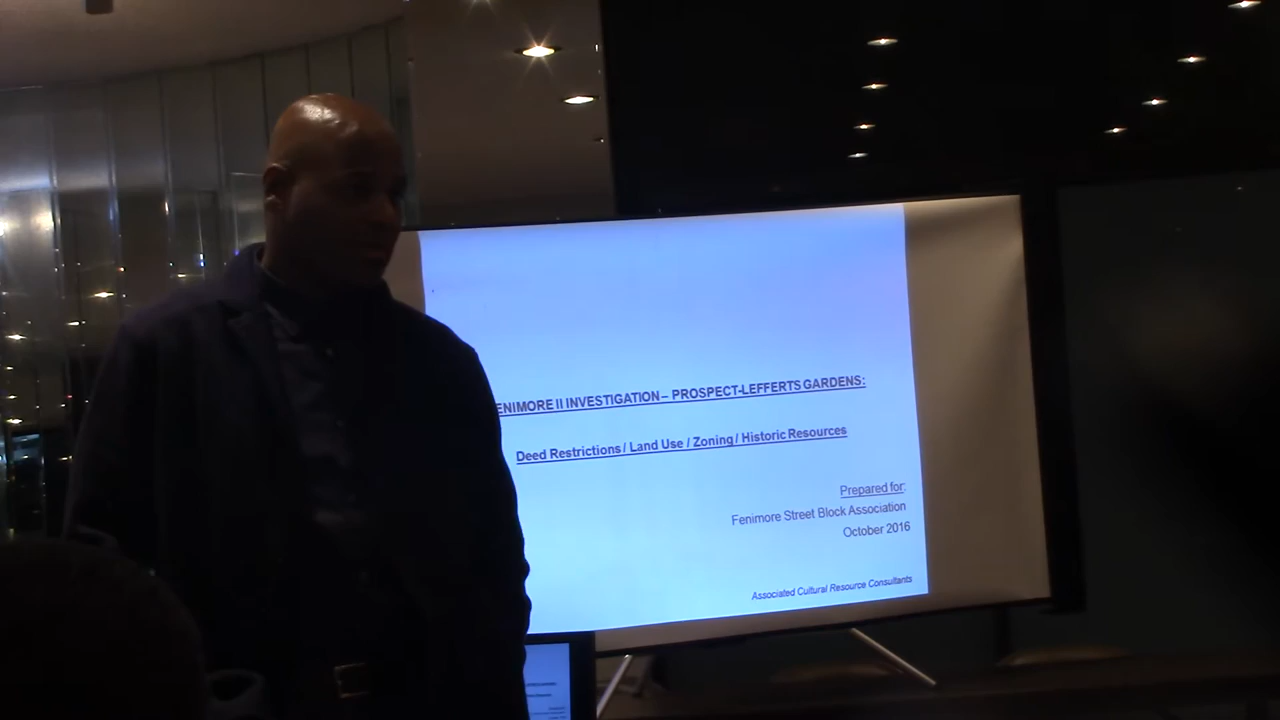 ENIMORE II INVESTIGATION – PROSPECT-LEFFERTS GARDENS:
Deed Restrictions / Land Use / Zoning / Historic Resources
Prepared for:
Fenimore Street Block Association
October 2016
Associated Cultural Resource Consultants